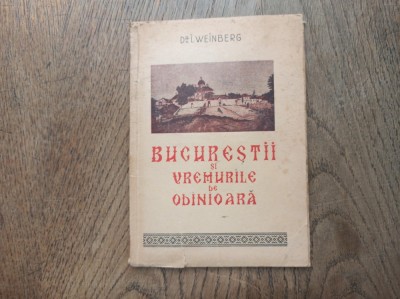 Dr I. WEINBERG
BUCUREȘTII
ȘI
VREMURILE
DE
ODINIOARĂ